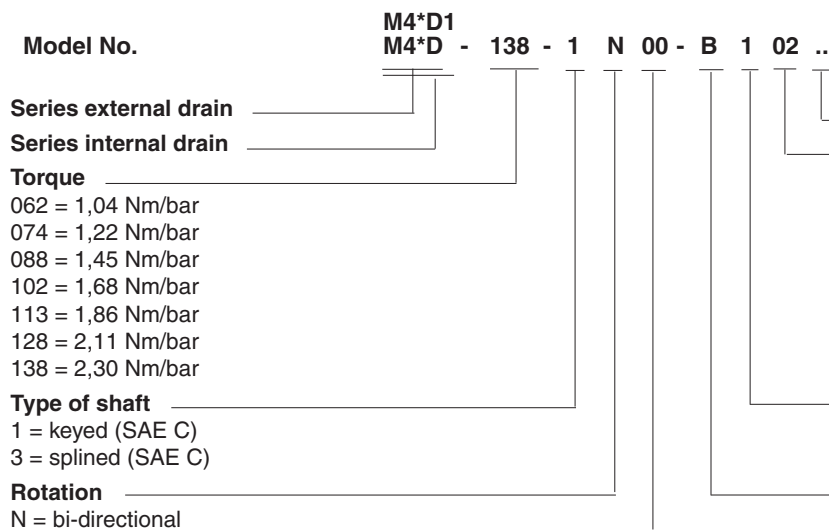 M4*D1
Model No. M4*D - 138 - 1 N 00 - B 1 02 ..
Series external drain
Series internal drain
Torque
062 = 1,04 Nm/bar
074 = 1,22 Nm/bar
088 = 1,45 Nm/bar
102 = 1,68 Nm/bar
113 = 1,86 Nm/bar
128 = 2,11 Nm/bar
138 = 2,30 Nm/bar
Type of shaft
1 = keyed (SAE C)
3 = splined (SAE C)
Rotation
N = bi-directional